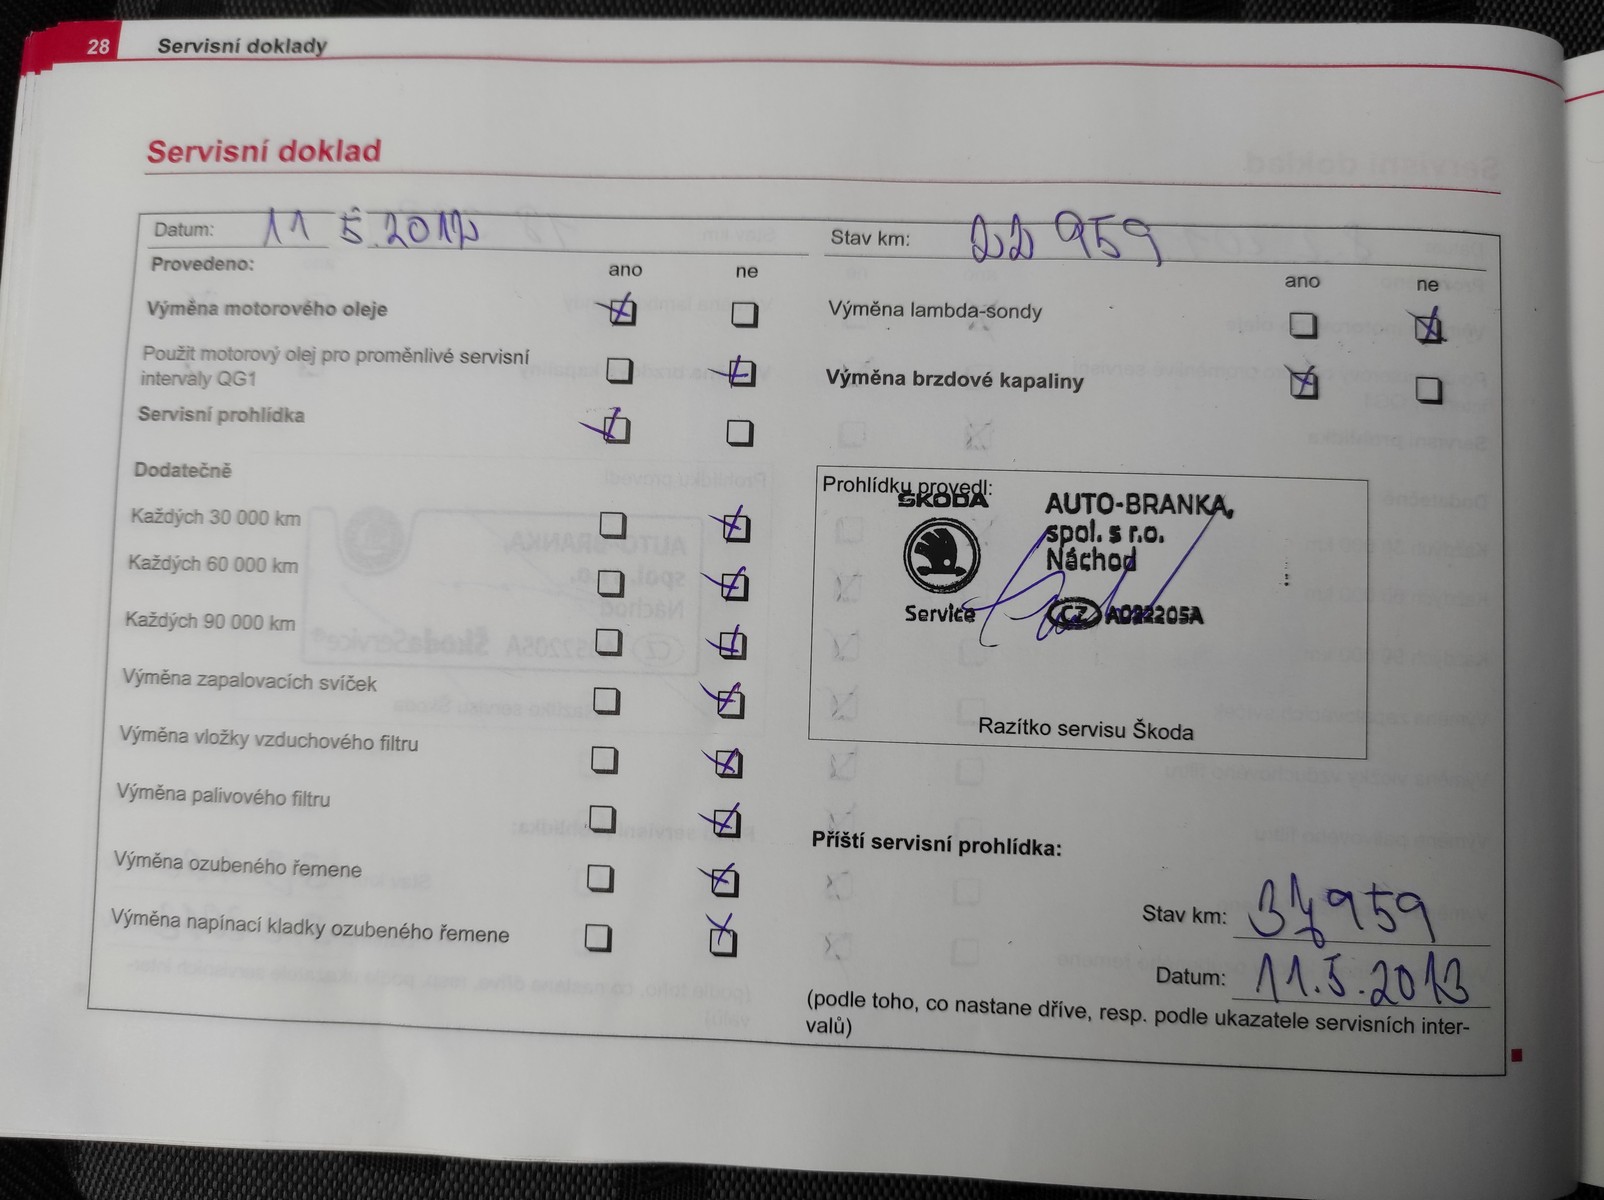 28 Servisní doklady
Servisní doklad
Datum: 11 5. 2012
Stav km: 22 959
Provedeno: ano ne
ano ne
Výměna motorového oleje
Výměna lambda-sondy
Použit motorový olej pro proměnlivé servisní
intervaly QG1
Výměna brzdové kapaliny
Servisní prohlídka
Dodatečně
Každých 30 000 km
Každých 60 000 km
Každých 90 000 km
Výměna zapalovacích svíček
Výměna vložky vzduchového filtru
Výměna palivového filtru
Výměna ozubeného řemene
Výměna napínací kladky ozubeného řemene
Prohlídku provedl:
ŠKODA
Service
AUTO-BRANKA,
spol. s r.o.
Náchod
CZ A022205A
Razítko servisu Škoda
Příští servisní prohlídka:
Stav km: 37 959
Datum: 11.5.2013
(podle toho, co nastane dříve, resp. podle ukazatele servisních inter-
valů)